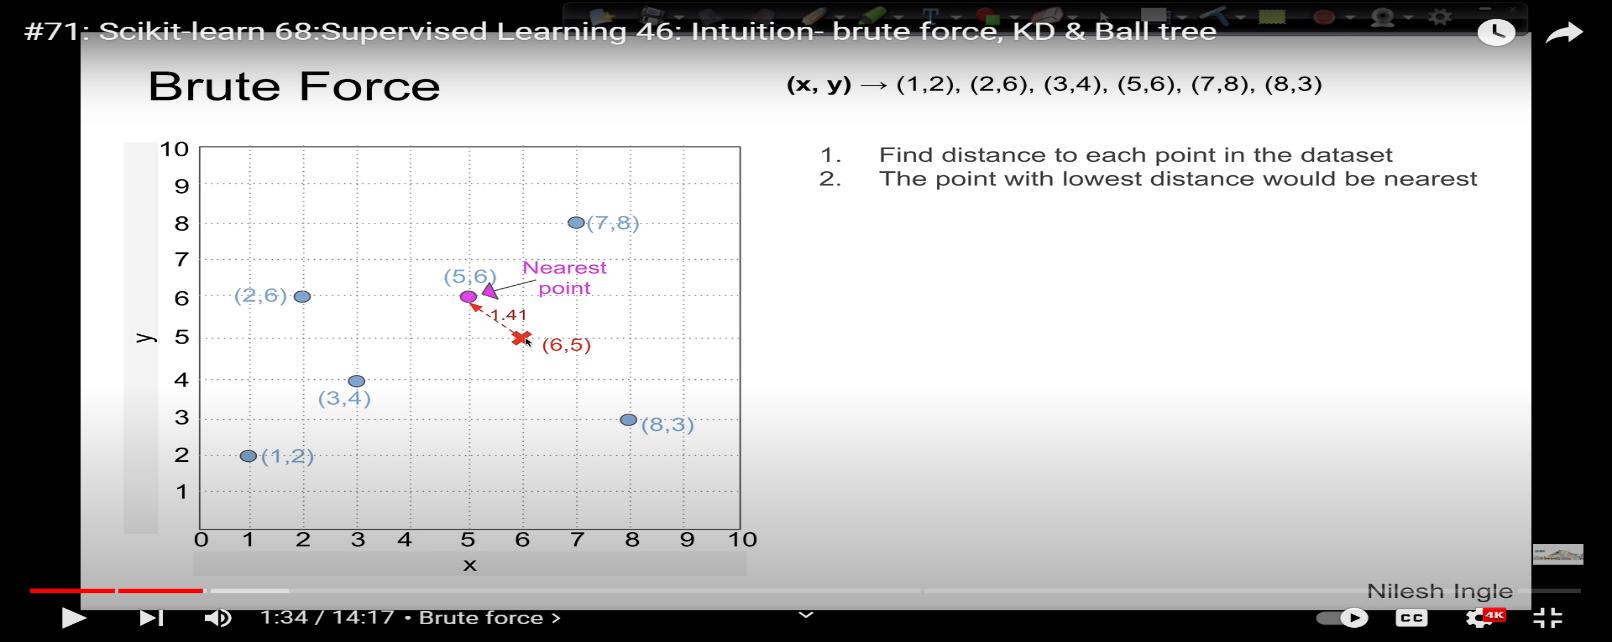 #71: Scikit-learn 68:Supervised Learning 46: Intuition- brute force, KD & Ball tree
Brute Force
(x, y) → (1,2), (2,6), (3,4), (5,6), (7,8), (8,3)
1. Find distance to each point in the dataset
2. The point with lowest distance would be nearest
10
9
8
7
6
5
4
3
2
1
y
(7,8)
(5,6)
Nearest
point
(2,6)
1.41
(6,5)
(3,4)
(8,3)
(1,2)
0 1 2 3 4 5 6 7 8 9 10
x
Nilesh Ingle
1:34 / 14:17 • Brute force >
CC
4K